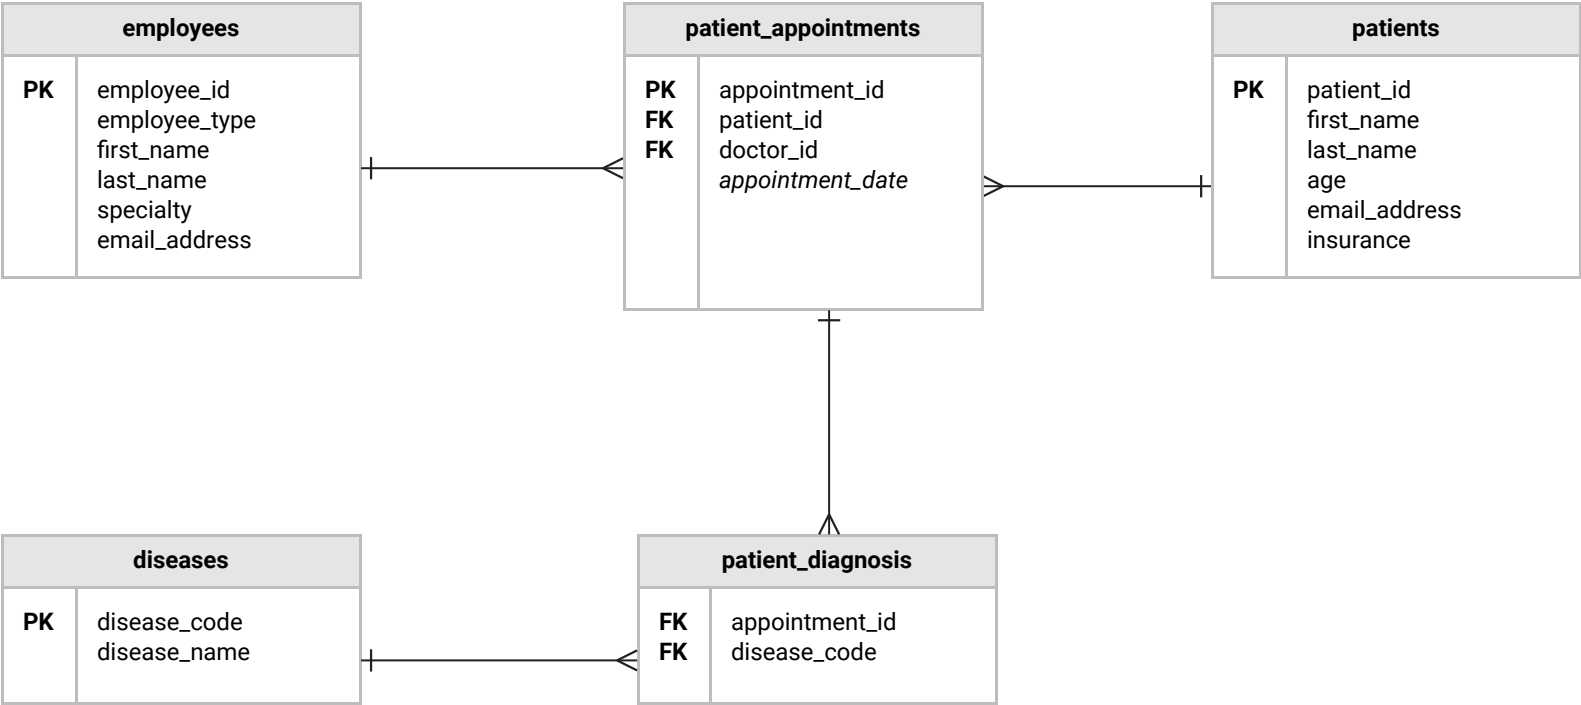 employees
PK employee_id
employee_type
first_name
last_name
specialty
email_address
patient_appointments
PK appointment_id
FK patient_id
FK doctor_id
appointment_date
patients
PK patient_id
first_name
last_name
age
email_address
insurance
diseases
PK disease_code
disease_name
patient_diagnosis
FK appointment_id
FK disease_code